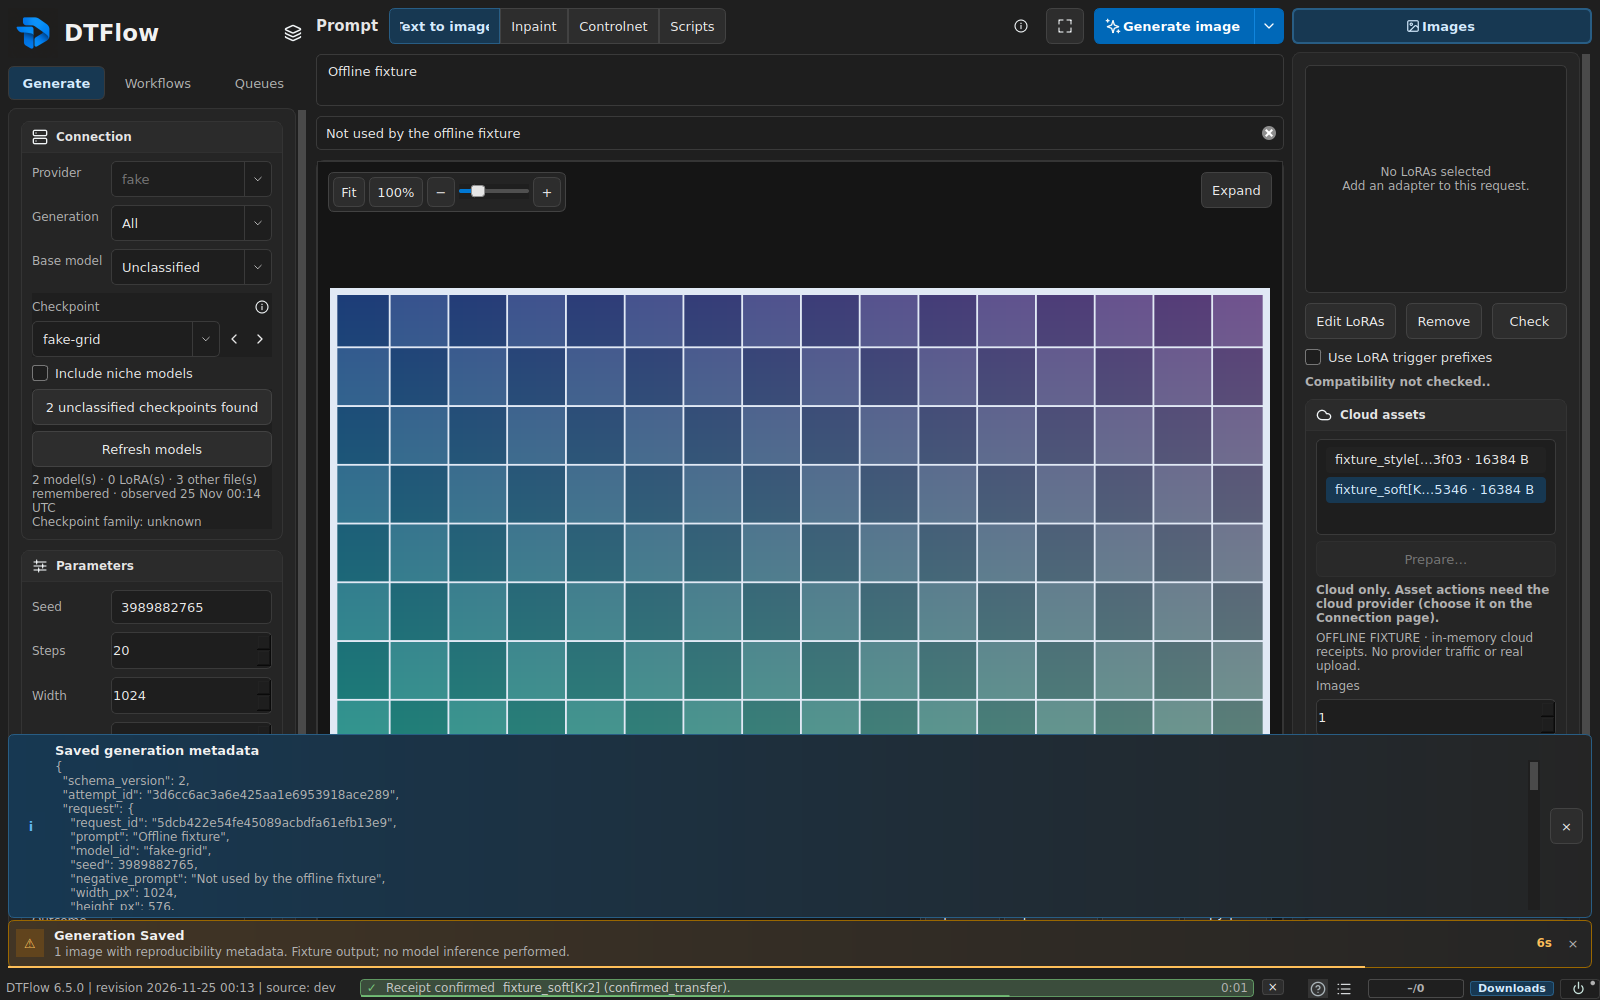 DTFlow
Generate
Workflows
Queues
Connection
Provider
fake
Generation
All
Base model
Unclassified
Checkpoint
fake-grid
Include niche models
2 unclassified checkpoints found
Refresh models
2 model(s) · 0 LoRA(s) · 3 other file(s)
remembered · observed 25 Nov 00:14
UTC
Checkpoint family: unknown
Parameters
Seed
3989882765
Steps
20
Width
1024
Prompt
Text to image
Inpaint
Controlnet
Scripts
Generate image
Offline fixture
Not used by the offline fixture
Fit
100%
−
+
Expand
Images
No LoRAs selected
Add an adapter to this request.
Edit LoRAs
Remove
Check
Use LoRA trigger prefixes
Compatibility not checked..
Cloud assets
fixture_style[...3f03 · 16384 B
fixture_soft[K...5346 · 16384 B
Prepare...
Cloud only. Asset actions need the
cloud provider (choose it on the
Connection page).
OFFLINE FIXTURE · in-memory cloud
receipts. No provider traffic or real
upload.
Images
1
Saved generation metadata
{
"schema_version": 2,
"attempt_id": "3d6cc6ac3a6e425aa1e6953918ace289",
"request": {
"request_id": "5dcb422e54fe45089acbdfa61efb13e9",
"prompt": "Offline fixture",
"model_id": "fake-grid",
"seed": 3989882765,
"negative_prompt": "Not used by the offline fixture",
"width_px": 1024,
"height_px": 576,
Generation Saved
1 image with reproducibility metadata. Fixture output; no model inference performed.
6s
DTFlow 6.5.0 | revision 2026-11-25 00:13 | source: dev
✓ Receipt confirmed fixture_soft[Kr2] (confirmed_transfer).
0:01
–/0
Downloads